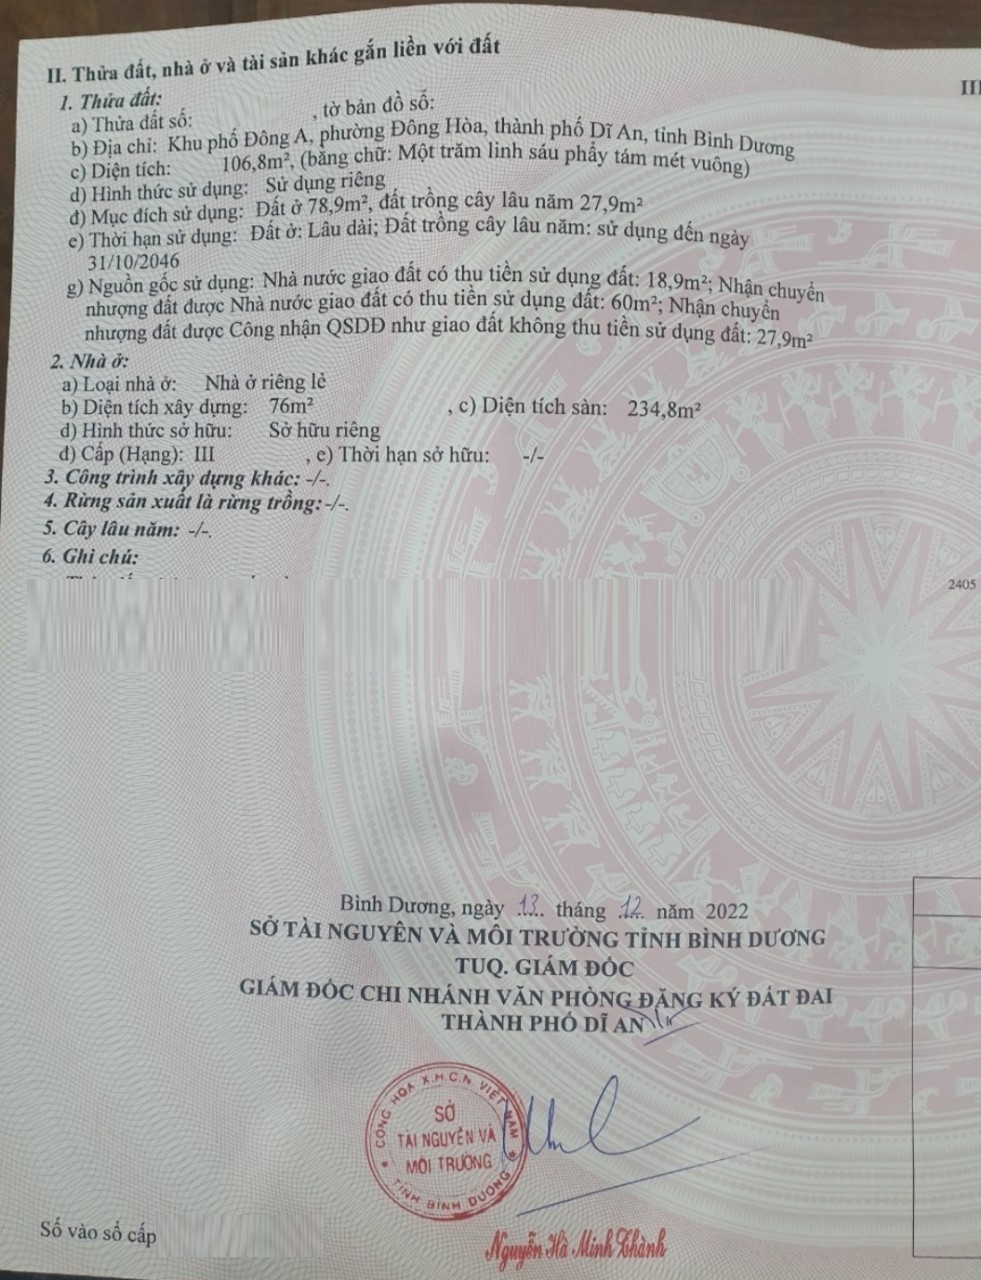 II. Thửa đất, nhà ở và tài sản khác gắn liền với đất
III
1. Thửa đất:
a) Thửa đất số: , tờ bản đồ số:
b) Địa chỉ: Khu phố Đông A, phường Đông Hòa, thành phố Dĩ An, tỉnh Bình Dương
c) Diện tích: 106,8m², (bằng chữ: Một trăm linh sáu phẩy tám mét vuông)
d) Hình thức sử dụng: Sử dụng riêng
đ) Mục đích sử dụng: Đất ở 78,9m², đất trồng cây lâu năm 27,9m²
e) Thời hạn sử dụng: Đất ở: Lâu dài; Đất trồng cây lâu năm: sử dụng đến ngày
31/10/2046
g) Nguồn gốc sử dụng: Nhà nước giao đất có thu tiền sử dụng đất: 18,9m²; Nhận chuyển
nhượng đất được Nhà nước giao đất có thu tiền sử dụng đất: 60m²; Nhận chuyển
nhượng đất được Công nhận QSDĐ như giao đất không thu tiền sử dụng đất: 27,9m²
2. Nhà ở:
a) Loại nhà ở: Nhà ở riêng lẻ
b) Diện tích xây dựng: 76m² , c) Diện tích sàn: 234,8m²
d) Hình thức sở hữu: Sở hữu riêng
đ) Cấp (Hạng): III , e) Thời hạn sở hữu: -/-
3. Công trình xây dựng khác: -/-.
4. Rừng sản xuất là rừng trồng: -/-.
5. Cây lâu năm: -/-.
6. Ghi chú:
2405
Bình Dương, ngày 13 tháng 12 năm 2022
SỞ TÀI NGUYÊN VÀ MÔI TRƯỜNG TỈNH BÌNH DƯƠNG
TUQ. GIÁM ĐỐC
GIÁM ĐỐC CHI NHÁNH VĂN PHÒNG ĐĂNG KÝ ĐẤT ĐAI
THÀNH PHỐ DĨ AN
CỘNG HÒA X.H.C.N VIỆT NAM
SỞ
TÀI NGUYÊN VÀ
MÔI TRƯỜNG
TỈNH BÌNH DƯƠNG
Số vào sổ cấp
Nguyễn Hà Minh Thành